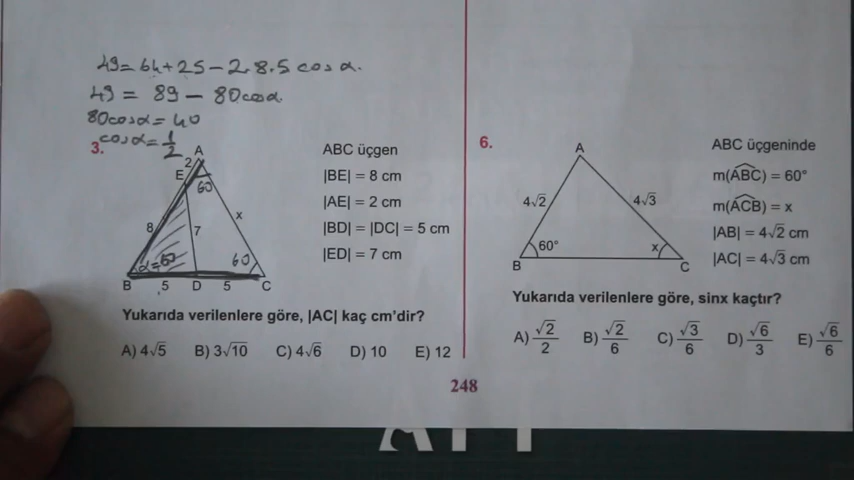 49=64+25-2.8.5 cosα.
49 = 89 - 80cosα.
80cosα=40
cosα=1/2
3.
A
2
E
60
8
7
x
α=60
60
B
5
D
5
C
ABC üçgen
|BE| = 8 cm
|AE| = 2 cm
|BD| = |DC| = 5 cm
|ED| = 7 cm
Yukarıda verilenlere göre, |AC| kaç cm'dir?
A) 4√5 B) 3√10 C) 4√6 D) 10 E) 12
6.
A
4√2
4√3
60°
x
B
C
ABC üçgeninde
m(ABC) = 60°
m(ACB) = x
|AB| = 4√2 cm
|AC| = 4√3 cm
Yukarıda verilenlere göre, sinx kaçtır?
A) √2/2 B) √2/6 C) √3/6 D) √6/3 E) √6/6
248